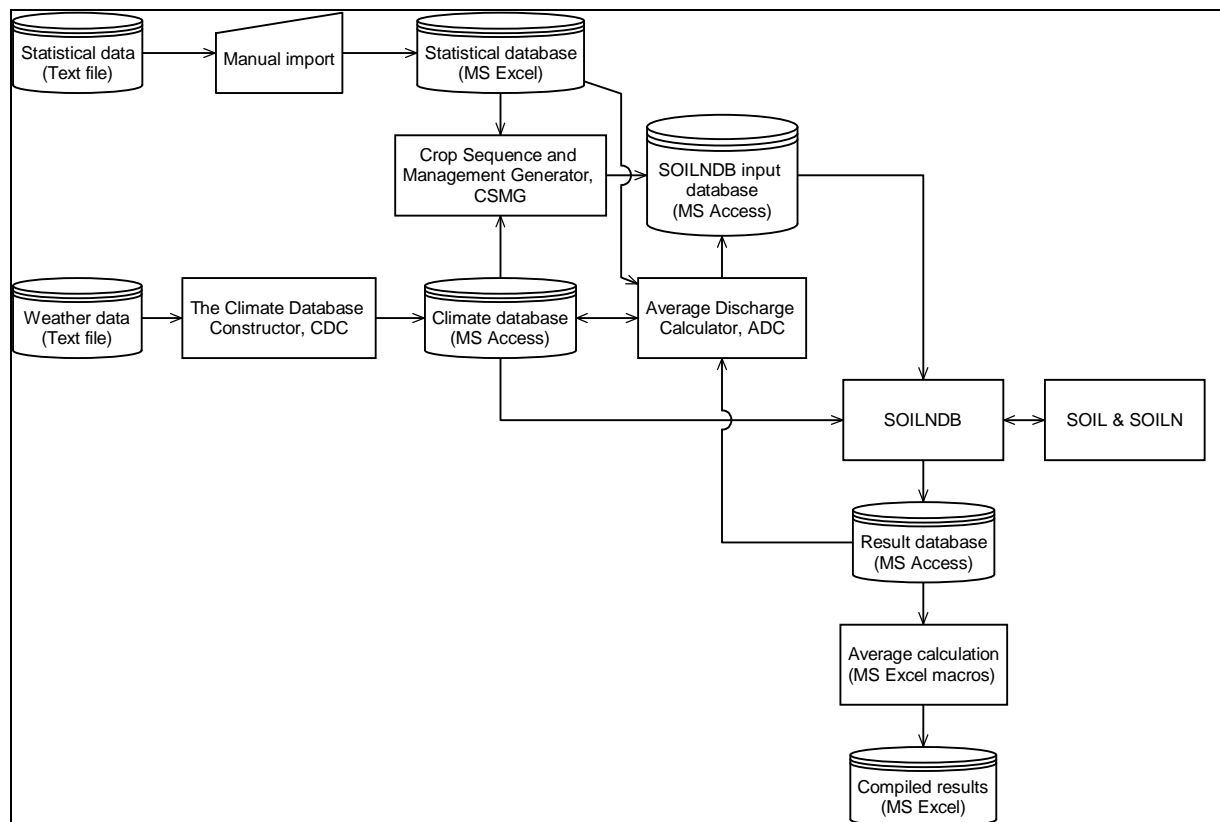 Statistical data
(Text file)
Manual import
Statistical database
(MS Excel)
Crop Sequence and
Management Generator,
CSMG
SOILNDB input
database
(MS Access)
Weather data
(Text file)
The Climate Database
Constructor, CDC
Climate database
(MS Access)
Average Discharge
Calculator, ADC
SOILNDB
SOIL & SOILN
Result database
(MS Access)
Average calculation
(MS Excel macros)
Compiled results
(MS Excel)